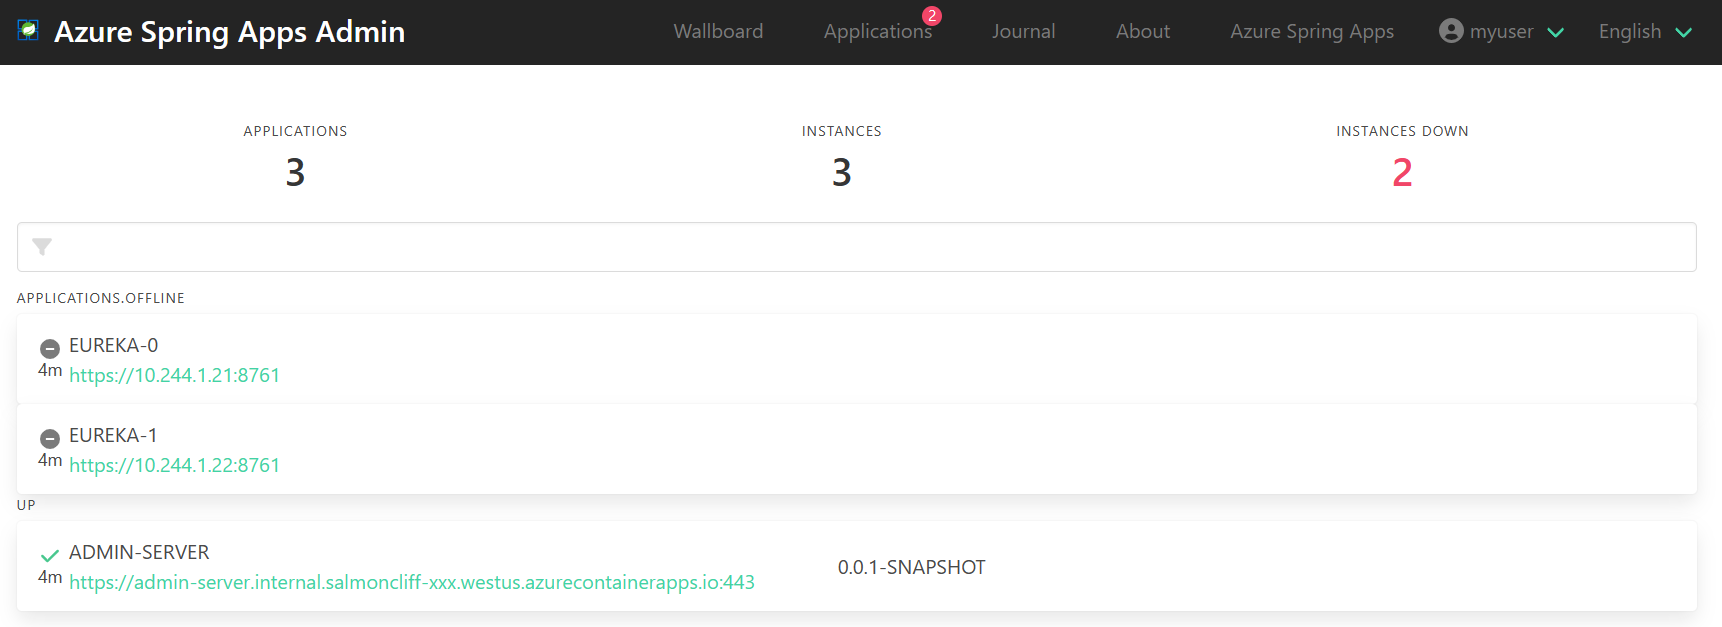 Azure Spring Apps Admin
Wallboard
Applications
2
Journal
About
Azure Spring Apps
myuser
English
APPLICATIONS
3
INSTANCES
3
INSTANCES DOWN
2
APPLICATIONS.OFFLINE
EUREKA-0
4m https://10.244.1.21:8761
EUREKA-1
4m https://10.244.1.22:8761
UP
ADMIN-SERVER
4m https://admin-server.internal.salmoncliff-xxx.westus.azurecontainerapps.io:443
0.0.1-SNAPSHOT